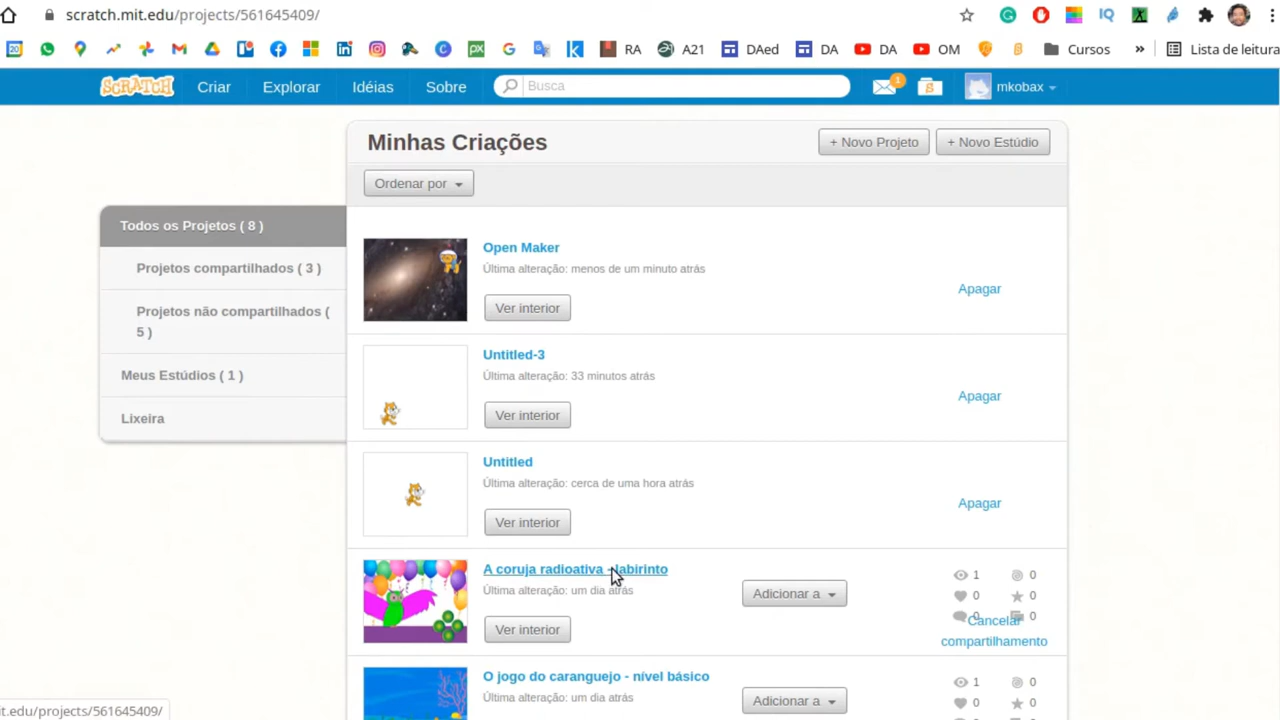 scratch.mit.edu/projects/561645409/
RA
A21
DAed
DA
DA
OM
Cursos
»
Lista de leitura
SCRATCH
Criar
Explorar
Idéias
Sobre
Busca
1
mkobax
Minhas Criações
+ Novo Projeto
+ Novo Estúdio
Ordenar por
Todos os Projetos ( 8 )
Projetos compartilhados ( 3 )
Projetos não compartilhados (
5 )
Meus Estúdios ( 1 )
Lixeira
Open Maker
Última alteração: menos de um minuto atrás
Ver interior
Apagar
Untitled-3
Última alteração: 33 minutos atrás
Ver interior
Apagar
Untitled
Última alteração: cerca de uma hora atrás
Ver interior
Apagar
A coruja radioativa - labirinto
Última alteração: um dia atrás
Ver interior
Adicionar a
1 0
0 0
0 0
Cancelar
compartilhamento
O jogo do caranguejo - nível básico
Última alteração: um dia atrás
Adicionar a
1 0
0 0
it.edu/projects/561645409/